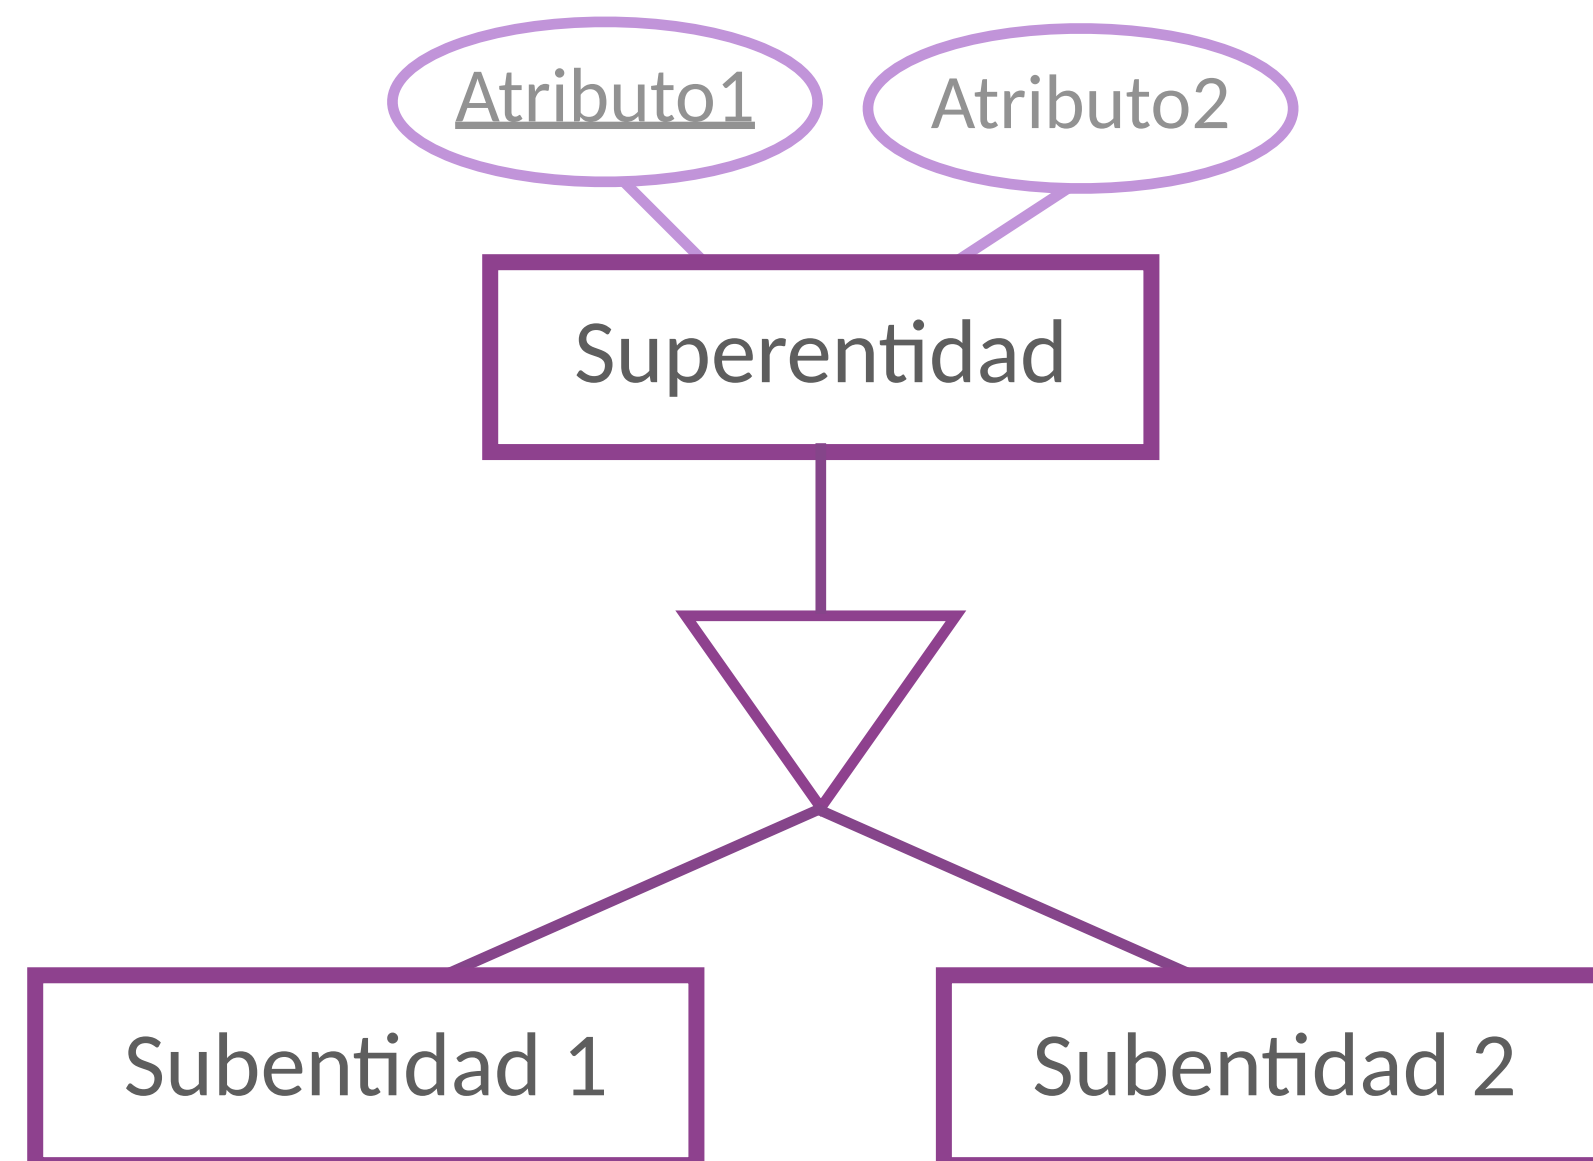 Atributo1
Atributo2
Superentidad
Subentidad 1
Subentidad 2